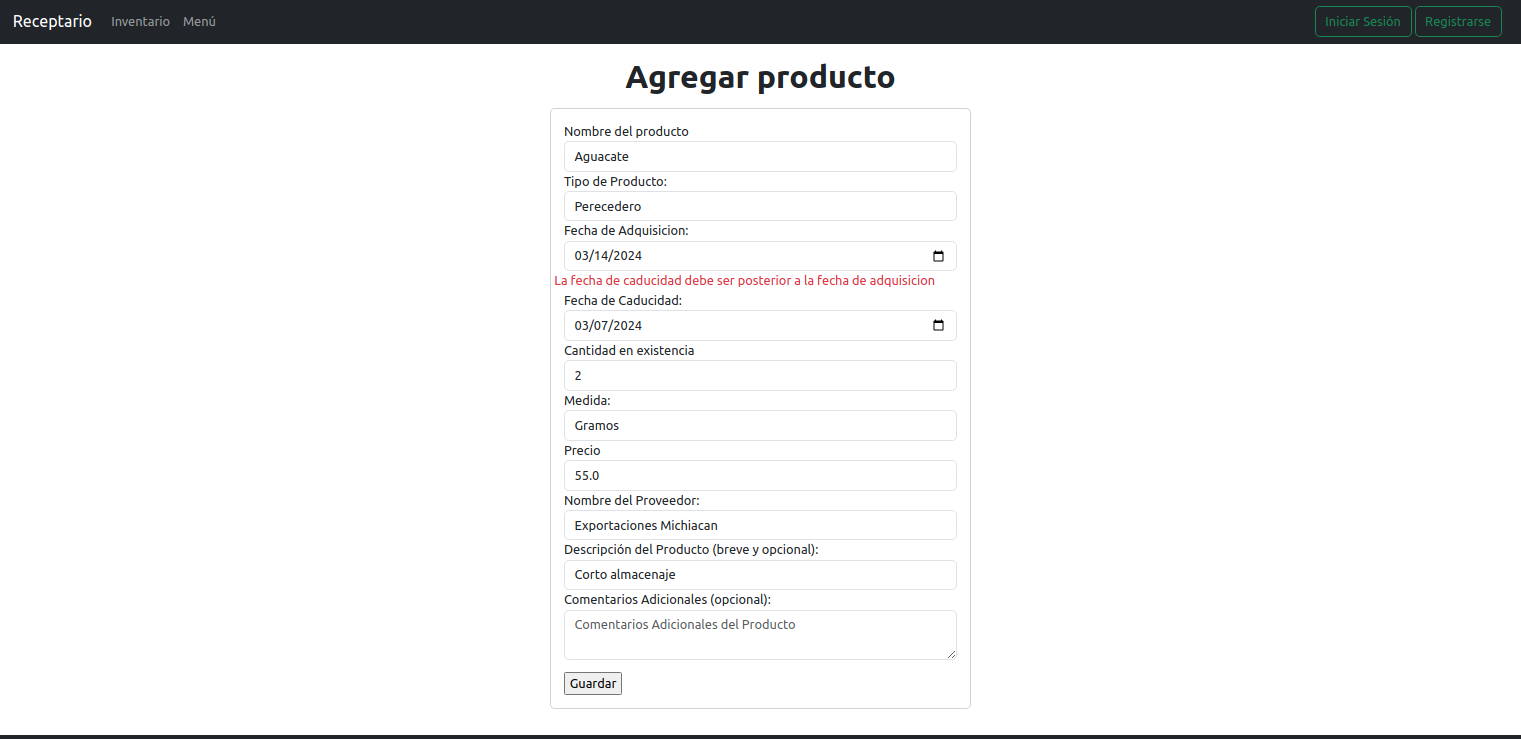 Receptario Inventario Menú Iniciar Sesión Registrarse
Agregar producto
Nombre del producto
Aguacate
Tipo de Producto:
Perecedero
Fecha de Adquisicion:
03/14/2024
La fecha de caducidad debe ser posterior a la fecha de adquisicion
Fecha de Caducidad:
03/07/2024
Cantidad en existencia
2
Medida:
Gramos
Precio
55.0
Nombre del Proveedor:
Exportaciones Michiacan
Descripción del Producto (breve y opcional):
Corto almacenaje
Comentarios Adicionales (opcional):
Comentarios Adicionales del Producto
Guardar